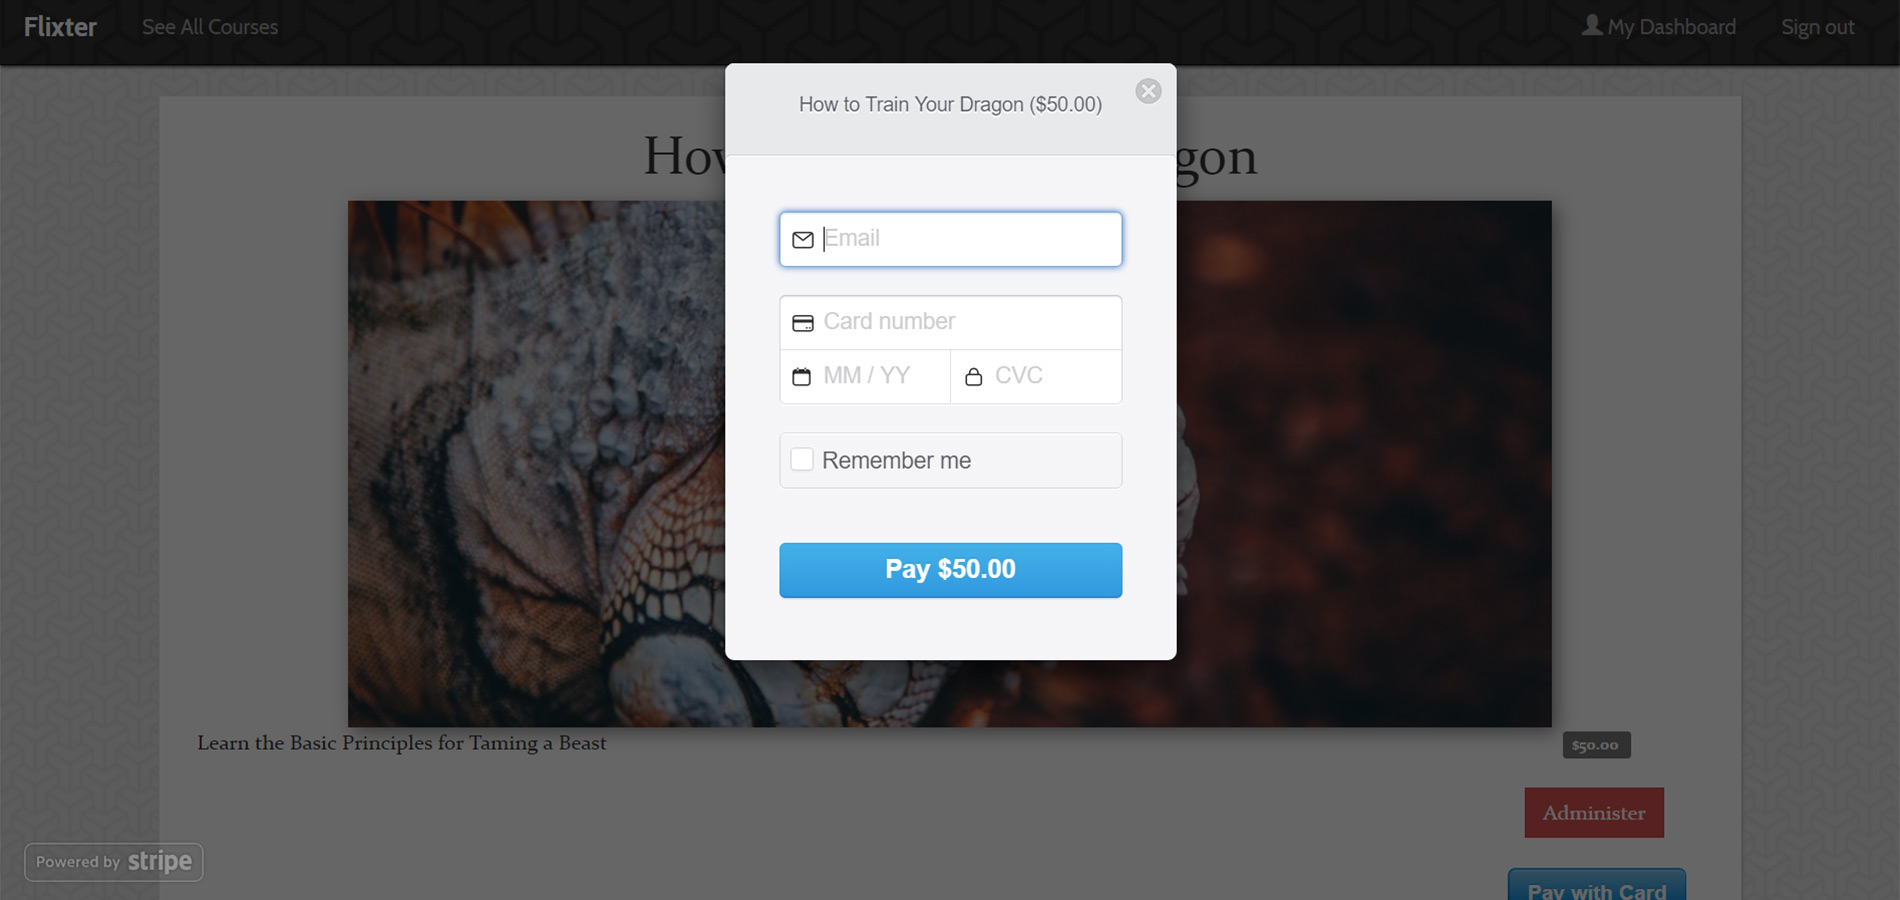 Flixter
See All Courses
My Dashboard
Sign out
How to Train Your Dragon ($50.00)
How
gon
Email
Card number
MM / YY
CVC
Remember me
Pay $50.00
Learn the Basic Principles for Taming a Beast
$50.00
Administer
Powered by stripe
Pay with Card